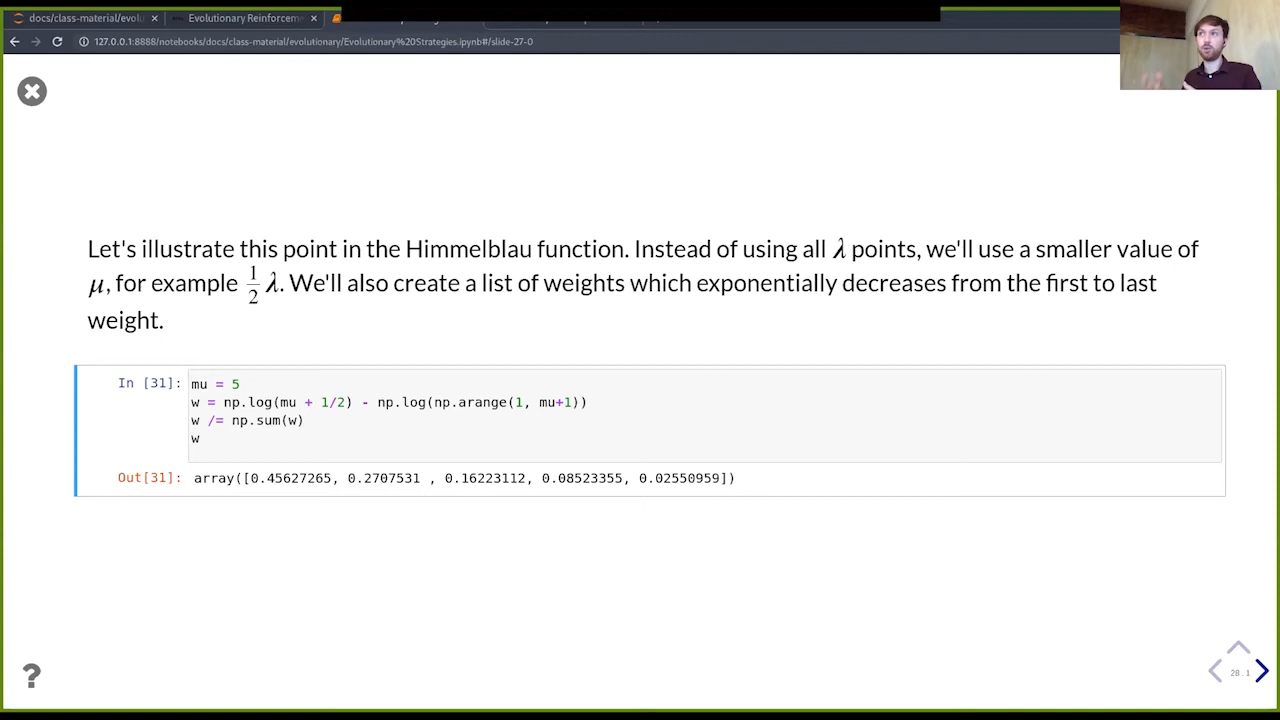 docs/class-material/evolu
Evolutionary Reinforcem
127.0.0.1:8888/notebooks/docs/class-material/evolutionary/Evolutionary%20Strategies.ipynb#/slide-27-0
Let's illustrate this point in the Himmelblau function. Instead of using all λ points, we'll use a smaller value of
μ, for example 1/2 λ. We'll also create a list of weights which exponentially decreases from the first to last
weight.
In [31]:
mu = 5
w = np.log(mu + 1/2) - np.log(np.arange(1, mu+1))
w /= np.sum(w)
w
Out[31]: array([0.45627265, 0.2707531 , 0.16223112, 0.08523355, 0.02550959])
?
28.1